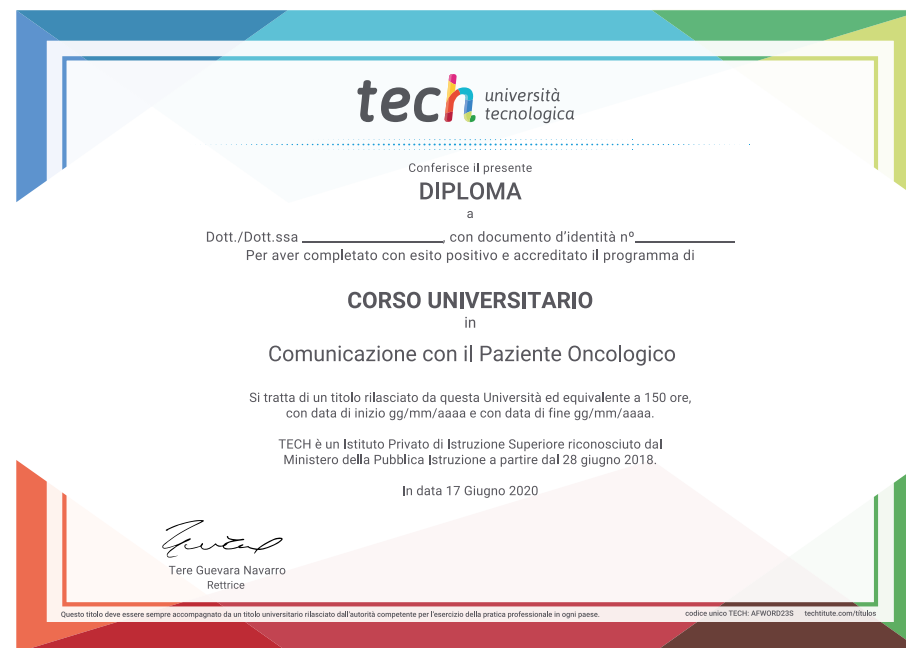 tech università
tecnologica
Conferisce il presente
DIPLOMA
a
Dott./Dott.ssa ____________________, con documento d'identità nº______________
Per aver completato con esito positivo e accreditato il programma di
CORSO UNIVERSITARIO
in
Comunicazione con il Paziente Oncologico
Si tratta di un titolo rilasciato da questa Università ed equivalente a 150 ore,
con data di inizio gg/mm/aaaa e con data di fine gg/mm/aaaa.
TECH è un Istituto Privato di Istruzione Superiore riconosciuto dal
Ministero della Pubblica Istruzione a partire dal 28 giugno 2018.
In data 17 Giugno 2020
Tere Guevara Navarro
Rettrice
Questo titolo deve essere sempre accompagnato da un titolo universitario rilasciato dall'autorità competente per l'esercizio della pratica professionale in ogni paese.
codice unico TECH: AFWORD23S techtitute.com/titulos